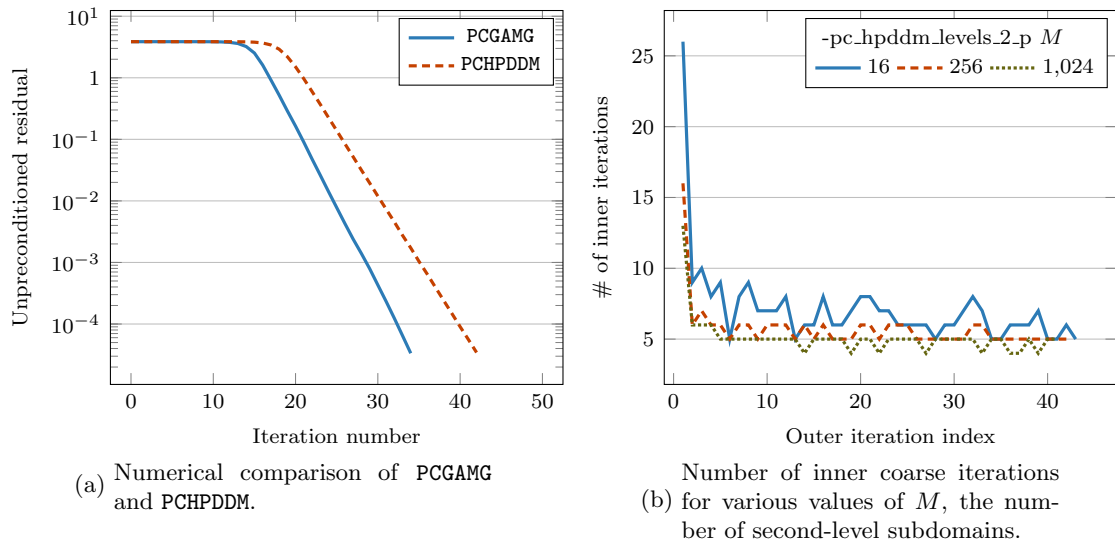 10^1
1
10^-1
10^-2
10^-3
10^-4
0
10
20
30
40
50
Iteration number
Unpreconditioned residual
PCGAMG
PCHPDDM
(a) Numerical comparison of PCGAMG
and PCHPDDM.
25
20
15
10
5
0
10
20
30
40
Outer iteration index
# of inner iterations
-pc_hpddm_levels_2_p M
16 256 1,024
Number of inner coarse iterations
(b) for various values of M, the num-
ber of second-level subdomains.